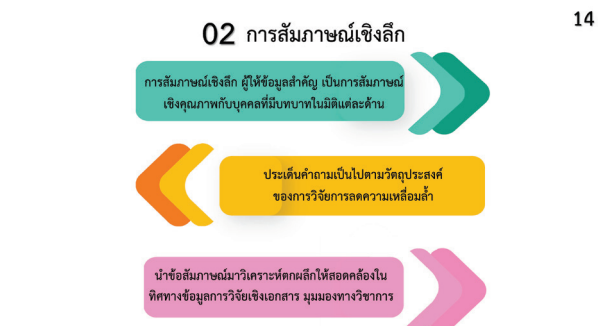 14
02 การสัมภาษณ์เชิงลึก
การสัมภาษณ์เชิงลึก ผู้ให้ข้อมูลสำคัญ เป็นการสัมภาษณ์
เชิงคุณภาพกับบุคคลที่มีบทบาทในมิติแต่ละด้าน
ประเด็นคำถามเป็นไปตามวัตถุประสงค์
ของการวิจัยการลดความเหลื่อมล้ำ
นำข้อสัมภาษณ์มาวิเคราะห์ตกผลึกให้สอดคล้องใน
ทิศทางข้อมูลการวิจัยเชิงเอกสาร มุมมองทางวิชาการ